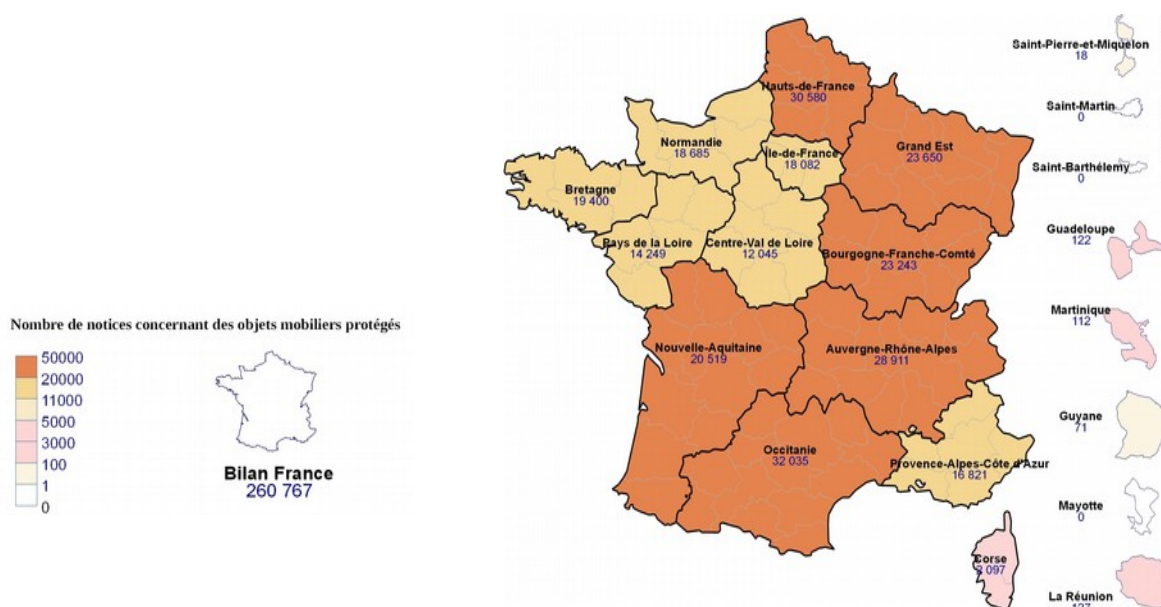 Saint-Pierre-et-Miquelon
18
Hauts-de-France
30 580
Saint-Martin
0
Normandie
18 685
Île-de-France
18 082
Grand Est
23 650
Saint-Barthélemy
0
Bretagne
19 400
Guadeloupe
122
Pays de la Loire
14 249
Centre-Val de Loire
12 045
Bourgogne-Franche-Comté
23 243
Martinique
112
Nombre de notices concernant des objets mobiliers protégés
50000
20000
11000
5000
3000
100
1
0
Bilan France
260 767
Nouvelle-Aquitaine
20 519
Auvergne-Rhône-Alpes
28 911
Guyane
71
Occitanie
32 035
Provence-Alpes-Côte d'Azur
16 821
Mayotte
0
Corse
2 097
La Réunion
127